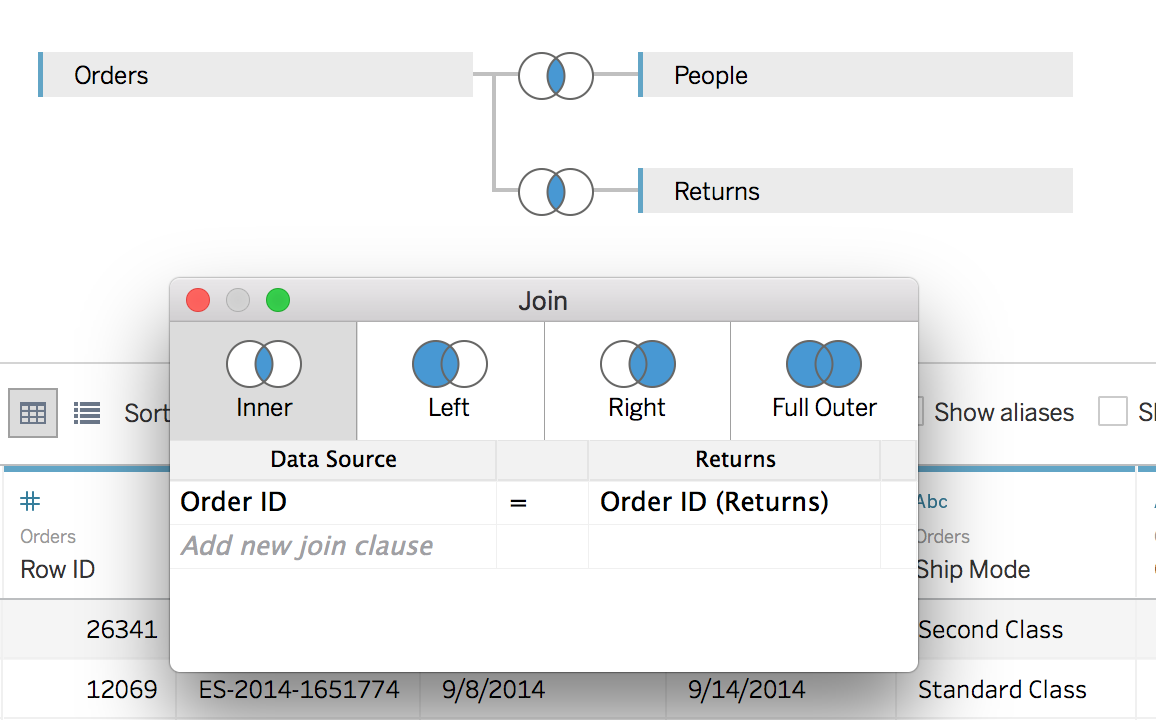 Orders
People
Returns
Join
Inner Left Right Full Outer
Sort
Show aliases
Data Source Returns
Order ID = Order ID (Returns)
Add new join clause
#
Orders
Row ID
Abc
Orders
Ship Mode
26341 Second Class
12069 ES-2014-1651774 9/8/2014 9/14/2014 Standard Class